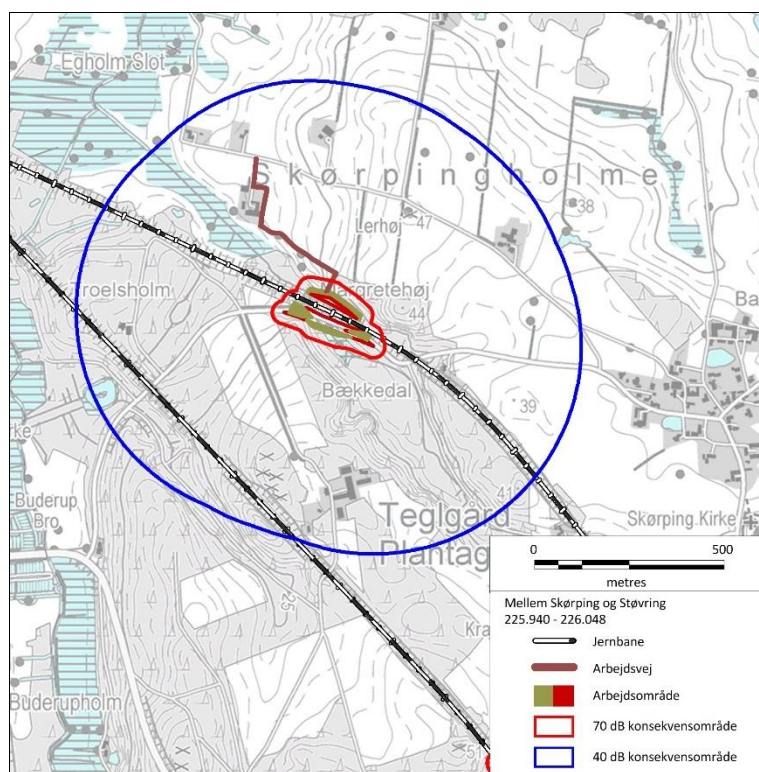 Egholm Slot
Skørpingholme
Lerhøj
47
38
Margretehøj
44
Ba
Bækkedal
39
Buderup
Bro
41
Teglgård
Plantag
Skørping Kirke
25
Kra
Buderupholm
51
0 500
metres
Mellem Skørping og Støvring
225.940 - 226.048
Jernbane
Arbejdsvej
Arbejdsområde
70 dB konsekvensområde
40 dB konsekvensområde